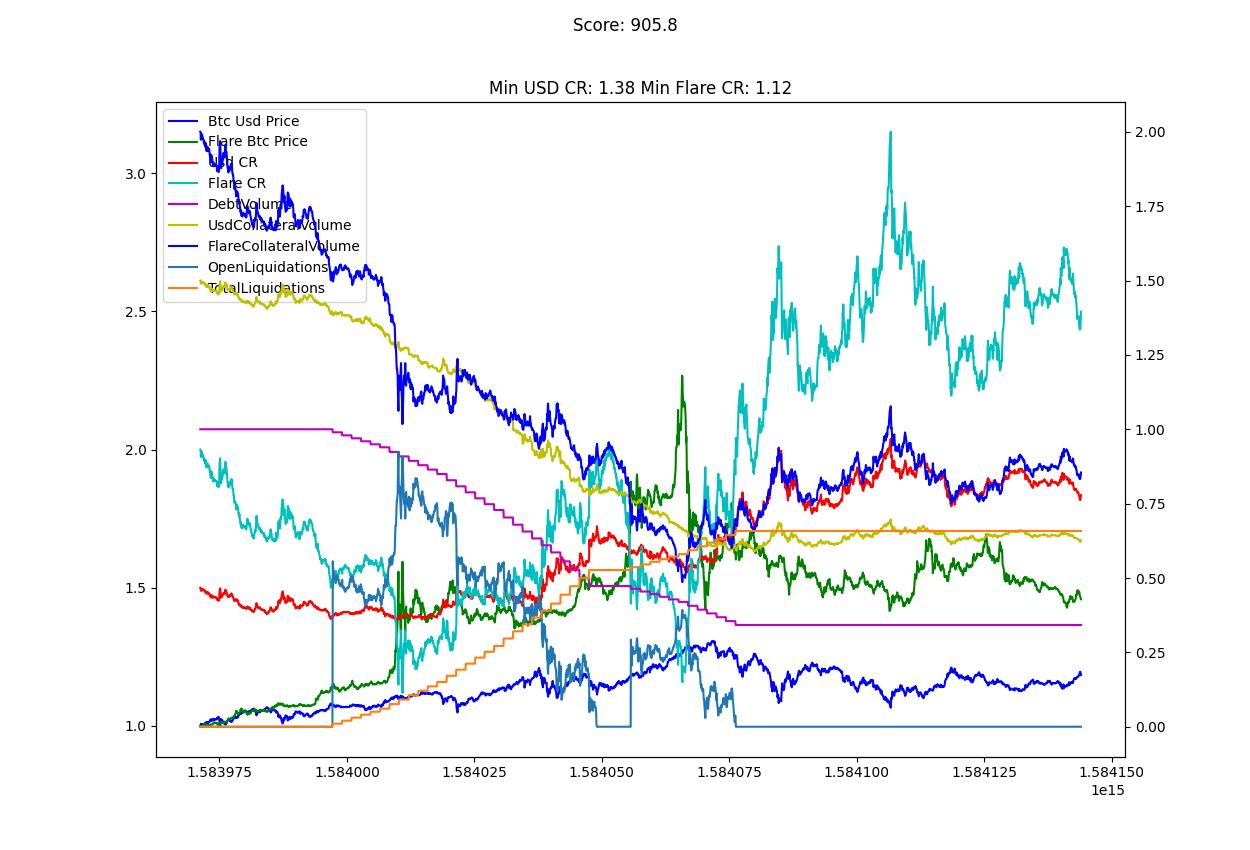 Score: 905.8
Min USD CR: 1.38 Min Flare CR: 1.12
Btc Usd Price
Flare Btc Price
Usd CR
Flare CR
DebtVolume
UsdCollateralVolume
FlareCollateralVolume
OpenLiquidations
TotalLiquidations
3.0
2.5
2.0
1.5
1.0
2.00
1.75
1.50
1.25
1.00
0.75
0.50
0.25
0.00
1.583975 1.584000 1.584025 1.584050 1.584075 1.584100 1.584125 1.584150
1e15